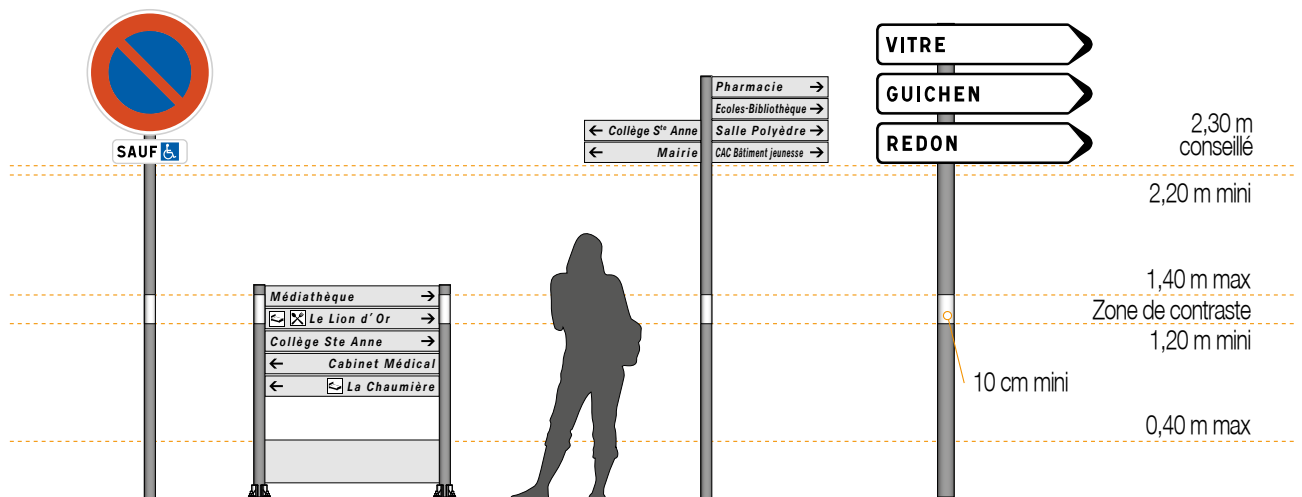 SAUF
Médiathèque →
Le Lion d'Or →
Collège Ste Anne →
← Cabinet Médical
← La Chaumière
Pharmacie →
Ecoles-Bibliothèque →
← Collège Ste Anne
Salle Polyèdre →
← Mairie
CAC Bâtiment jeunesse →
VITRE
GUICHEN
REDON
2,30 m
conseillé
2,20 m mini
1,40 m max
Zone de contraste
1,20 m mini
10 cm mini
0,40 m max